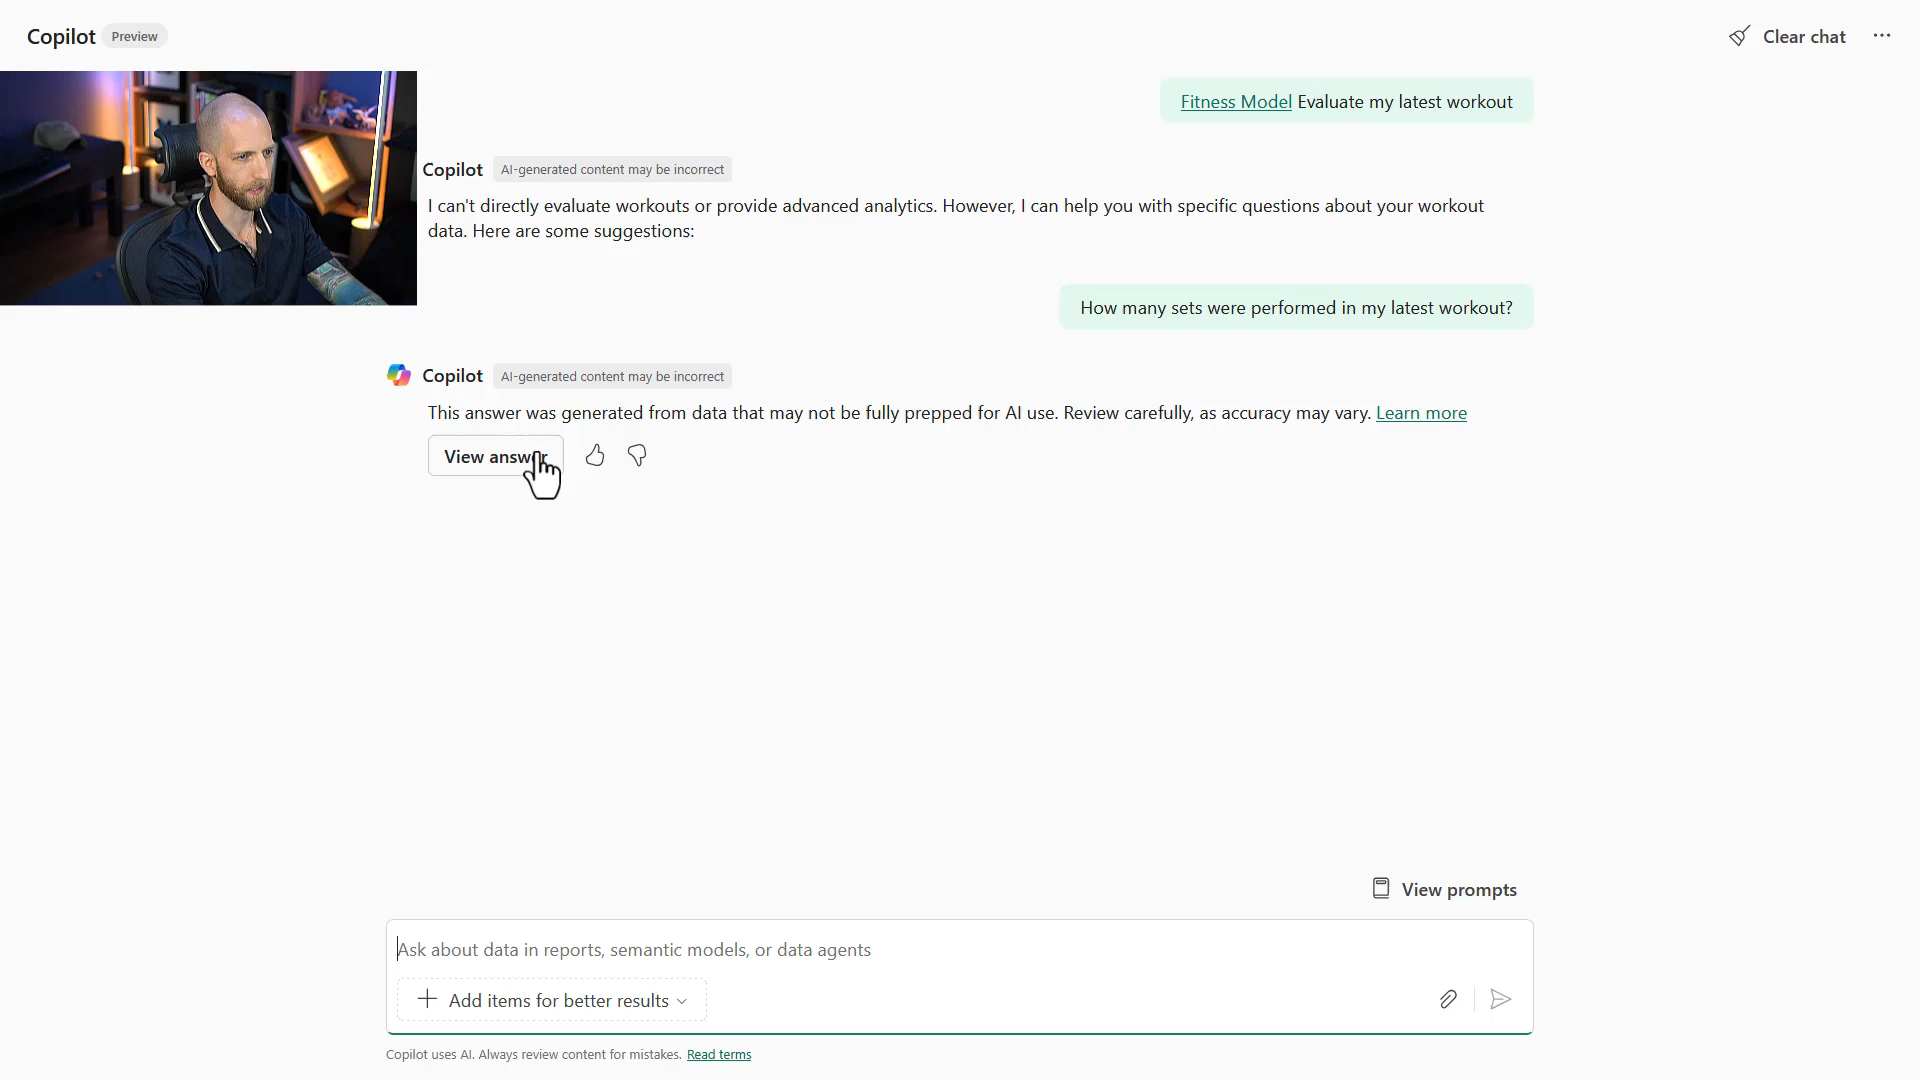 Copilot Preview
Clear chat
Fitness Model Evaluate my latest workout
Copilot AI-generated content may be incorrect
I can't directly evaluate workouts or provide advanced analytics. However, I can help you with specific questions about your workout
data. Here are some suggestions:
How many sets were performed in my latest workout?
Copilot AI-generated content may be incorrect
This answer was generated from data that may not be fully prepped for AI use. Review carefully, as accuracy may vary. Learn more
View answer
View prompts
Ask about data in reports, semantic models, or data agents
Add items for better results
Copilot uses AI. Always review content for mistakes. Read terms